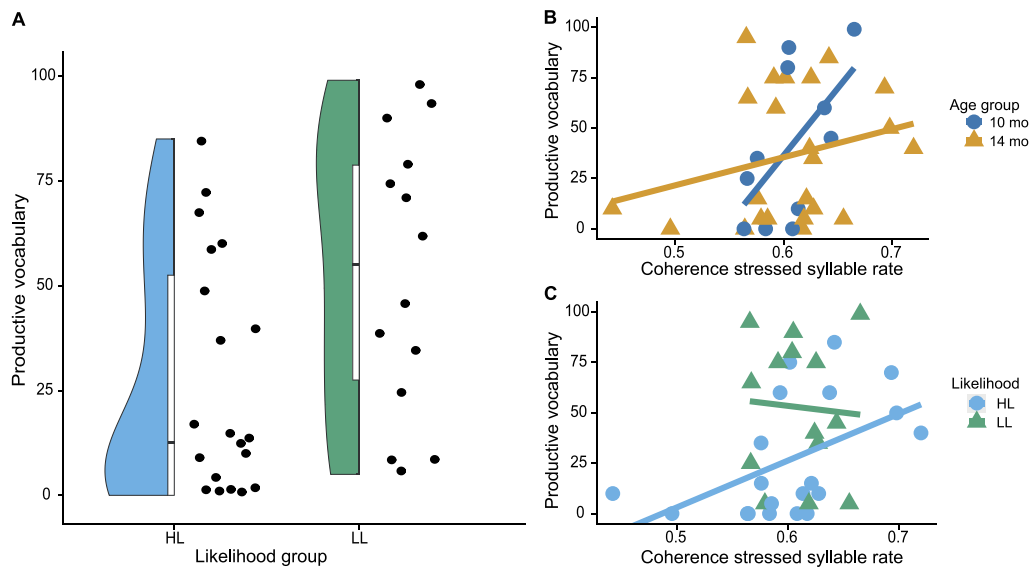 A
Productive vocabulary
100
75
50
25
0
HL
LL
Likelihood group
B
Productive vocabulary
100
75
50
25
0
0.5
0.6
0.7
Coherence stressed syllable rate
Age group
10 mo
14 mo
C
Productive vocabulary
100
75
50
25
0
0.5
0.6
0.7
Coherence stressed syllable rate
Likelihood
HL
LL